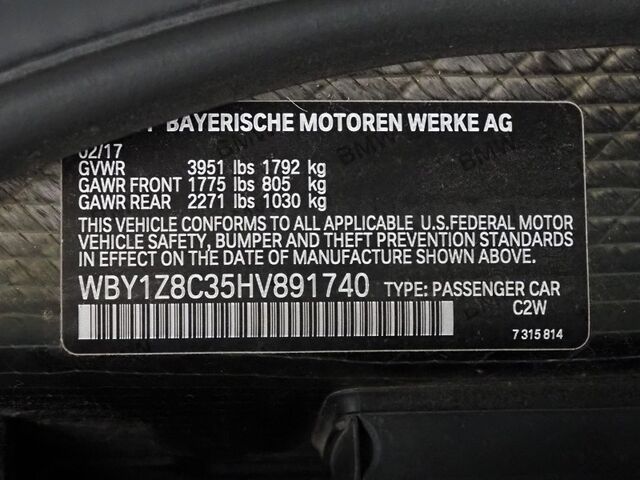 BAYERISCHE MOTOREN WERKE AG
02/17
GVWR 3951 lbs 1792 kg
GAWR FRONT 1775 lbs 805 kg
GAWR REAR 2271 lbs 1030 kg
THIS VEHICLE CONFORMS TO ALL APPLICABLE U.S.FEDERAL MOTOR
VEHICLE SAFETY, BUMPER AND THEFT PREVENTION STANDARDS
IN EFFECT ON THE DATE OF MANUFACTURE SHOWN ABOVE.
WBY1Z8C35HV891740 TYPE: PASSENGER CAR
C2W
7 315 814